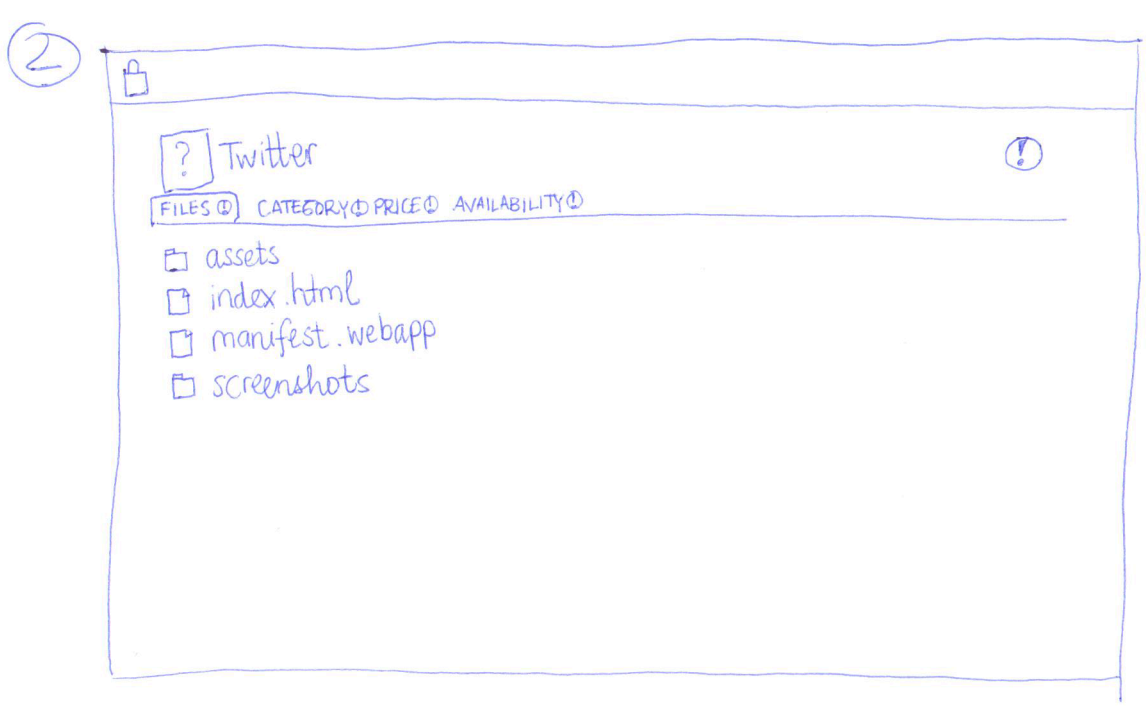 2
? Twitter !
FILES ! CATEGORY ! PRICE ! AVAILABILITY !
assets
index.html
manifest.webapp
screenshots